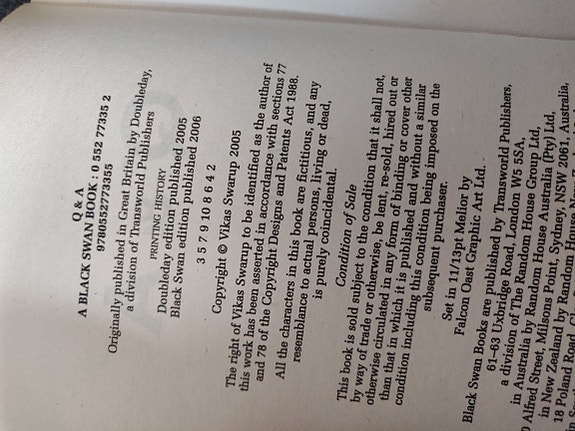 Q & A
A BLACK SWAN BOOK : 0 552 77335 2
9780552773355
Originally published in Great Britain by Doubleday,
a division of Transworld Publishers
PRINTING HISTORY
Doubleday edition published 2005
Black Swan edition published 2006
3 5 7 9 10 8 6 4 2
Copyright © Vikas Swarup 2005
The right of Vikas Swarup to be identified as the author of
this work has been asserted in accordance with sections 77
and 78 of the Copyright Designs and Patents Act 1988.
All the characters in this book are fictitious, and any
resemblance to actual persons, living or dead,
is purely coincidental.
Condition of Sale
This book is sold subject to the condition that it shall not,
by way of trade or otherwise, be lent, re-sold, hired out or
otherwise circulated in any form of binding or cover other
than that in which it is published and without a similar
condition including this condition being imposed on the
subsequent purchaser.
Set in 11/13pt Melior by
Falcon Oast Graphic Art Ltd.
Black Swan Books are published by Transworld Publishers,
61–63 Uxbridge Road, London W5 5SA,
a division of The Random House Group Ltd,
in Australia by Random House Australia (Pty) Ltd,
0 Alfred Street, Milsons Point, Sydney, NSW 2061, Australia,
in New Zealand by Random House
18 Poland Road,